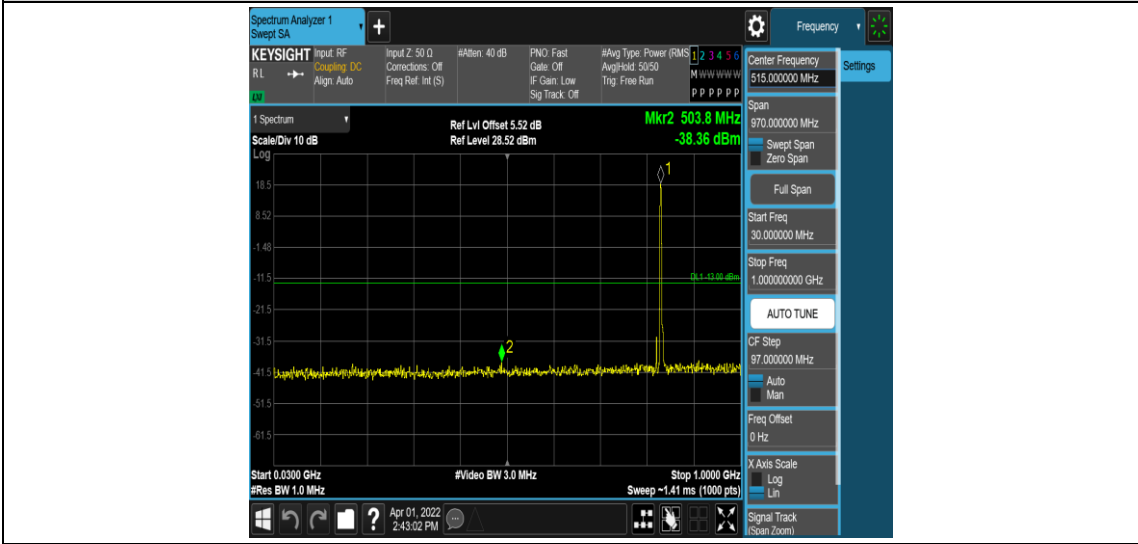 Spectrum Analyzer 1
Swept SA
+
Frequency
KEYSIGHT
RL
Input: RF
Coupling: DC
Align: Auto
Input Z: 50 Ω
Corrections: Off
Freq Ref: Int (S)
#Atten: 40 dB
PNO: Fast
Gate: Off
IF Gain: Low
Sig Track: Off
#Avg Type: Power (RMS
Avg|Hold: 50/50
Trig: Free Run
1 2 3 4 5 6
M W W W W W
P P P P P P
1 Spectrum
Scale/Div 10 dB
Log
Ref Lvl Offset 5.52 dB
Ref Level 28.52 dBm
Mkr2 503.8 MHz
-38.36 dBm
18.5
8.52
-1.48
-11.5
-21.5
-31.5
-41.5
-51.5
-61.5
1
DL1 -13.00 dBm
2
Start 0.0300 GHz
#Res BW 1.0 MHz
#Video BW 3.0 MHz
Stop 1.0000 GHz
Sweep ~1.41 ms (1000 pts)
Apr 01, 2022
2:43:02 PM
?
Center Frequency
515.000000 MHz
Settings
Span
970.000000 MHz
Swept Span
Zero Span
Full Span
Start Freq
30.000000 MHz
Stop Freq
1.000000000 GHz
AUTO TUNE
CF Step
97.000000 MHz
Auto
Man
Freq Offset
0 Hz
X Axis Scale
Log
Lin
Signal Track
(Span Zoom)